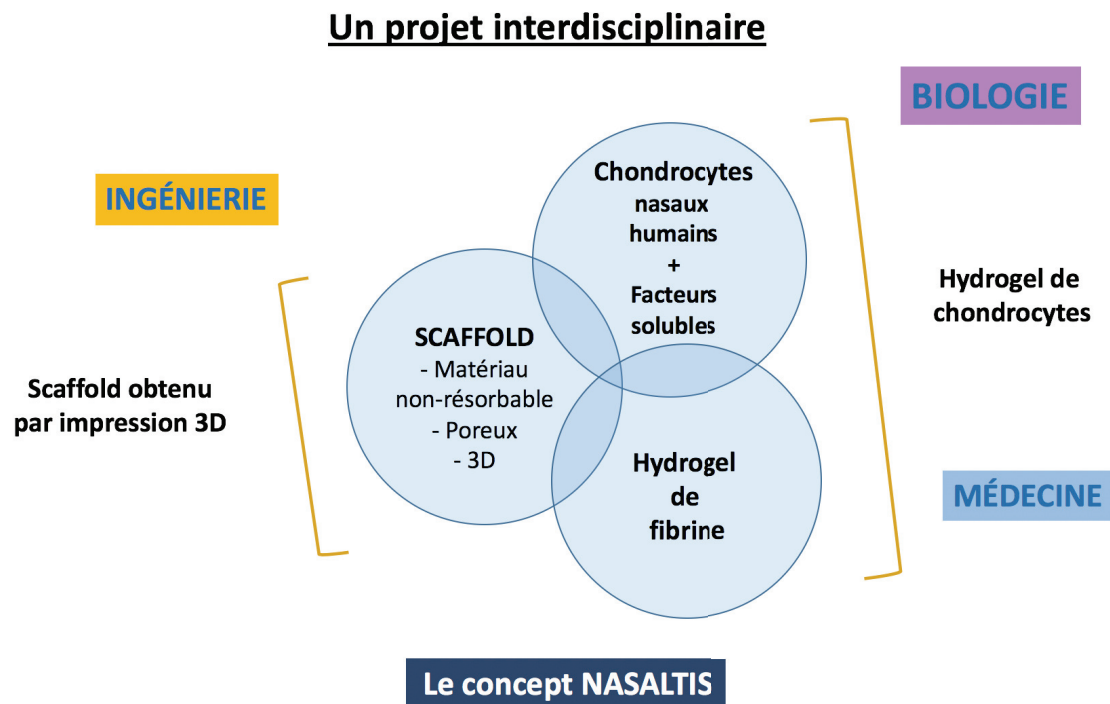 Un projet interdisciplinaire
BIOLOGIE
INGÉNIERIE
Chondrocytes
nasaux
humains
+
Facteurs
solubles
Hydrogel de
chondrocytes
SCAFFOLD
- Matériau
non-résorbable
- Poreux
- 3D
Scaffold obtenu
par impression 3D
Hydrogel
de
fibrine
MÉDECINE
Le concept NASALTIS